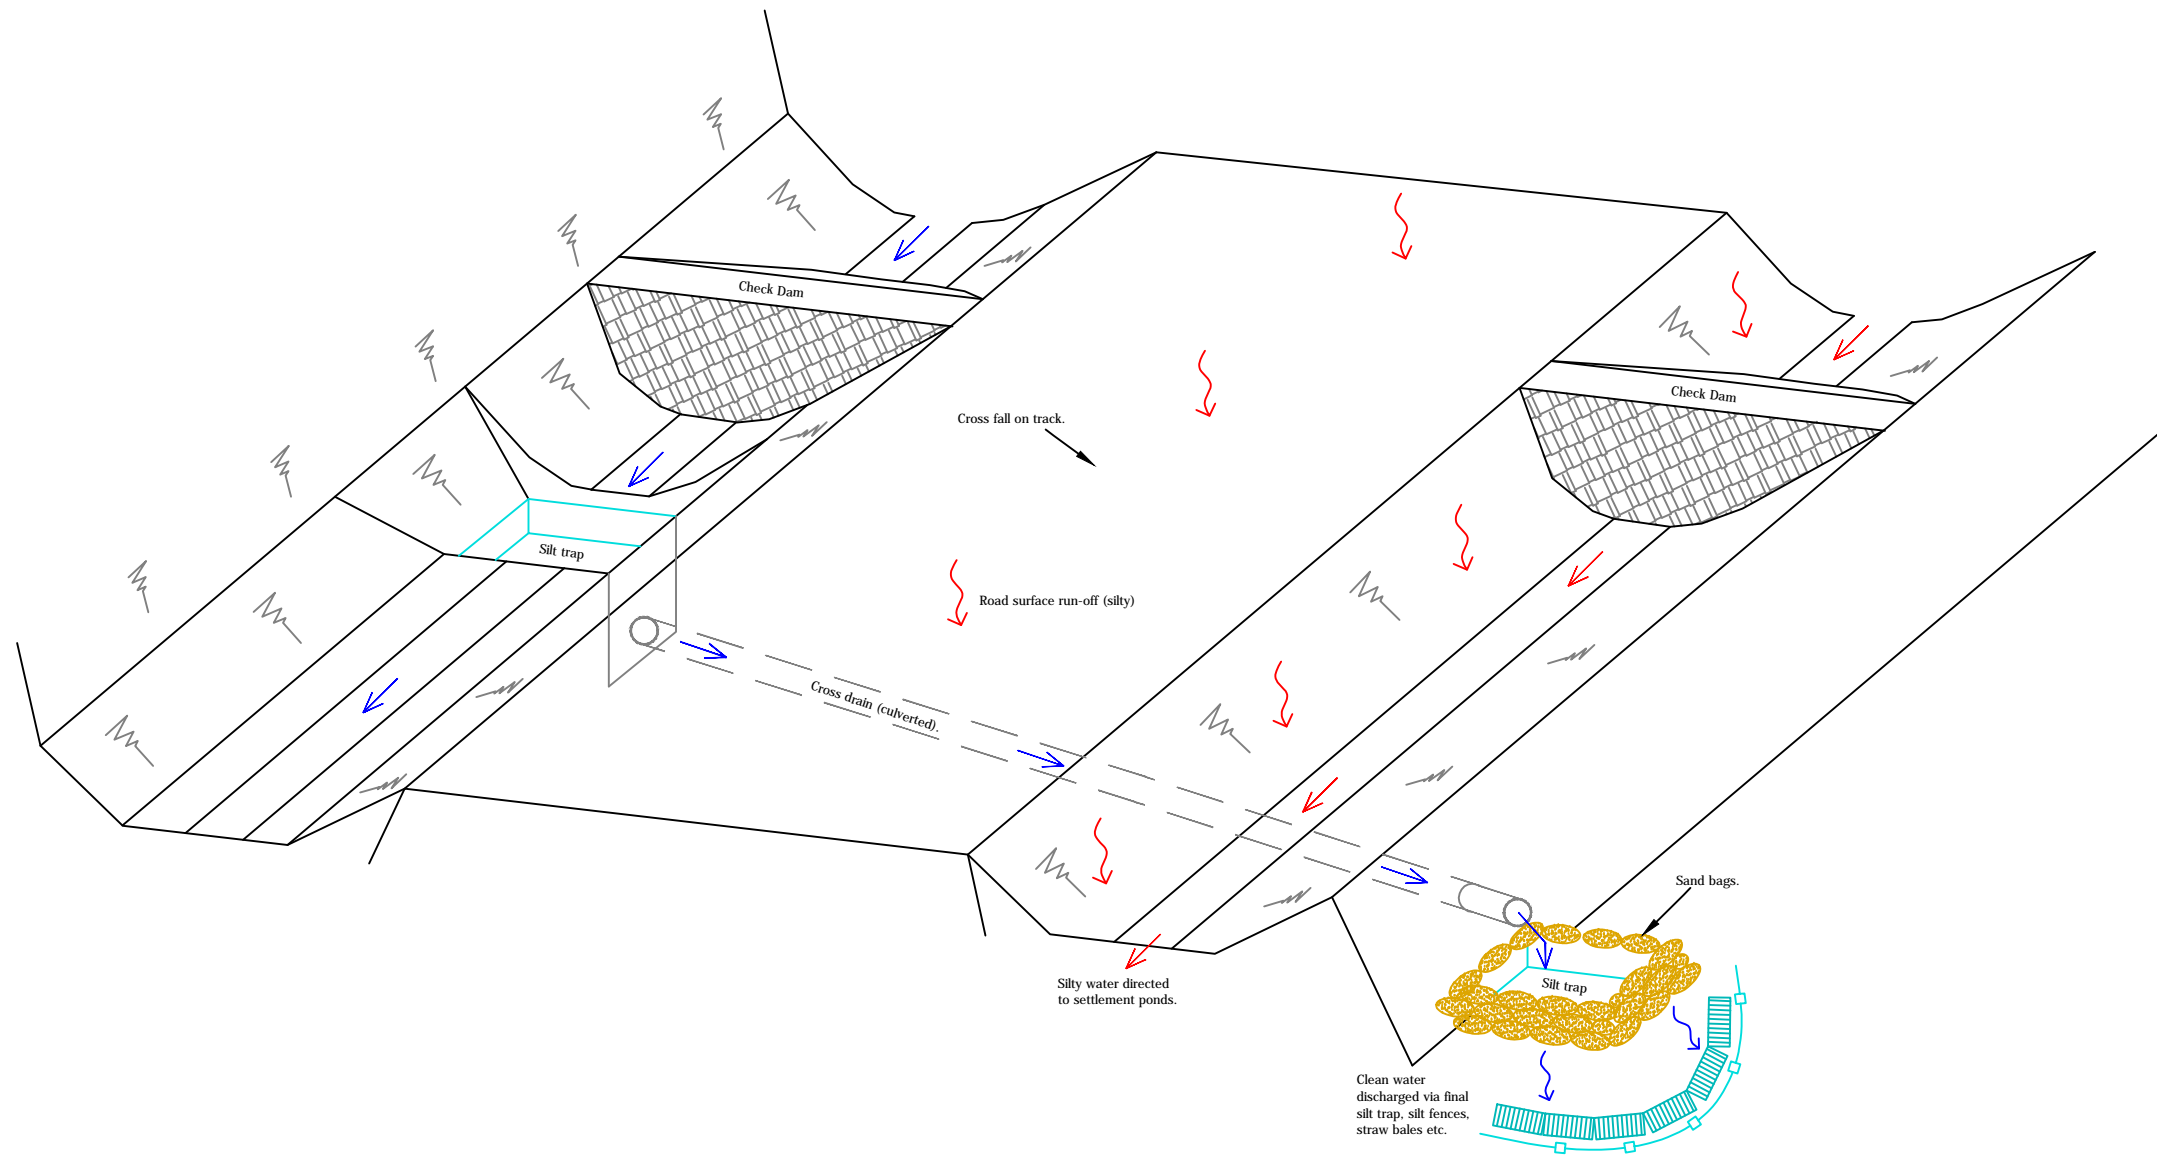 Check Dam
Check Dam
Cross fall on track.
Silt trap
Road surface run-off (silty)
Cross drain (culverted).
Sand bags.
Silt trap
Silty water directed
to settlement ponds.
Clean water
discharged via final
silt trap, silt fences,
straw bales etc.